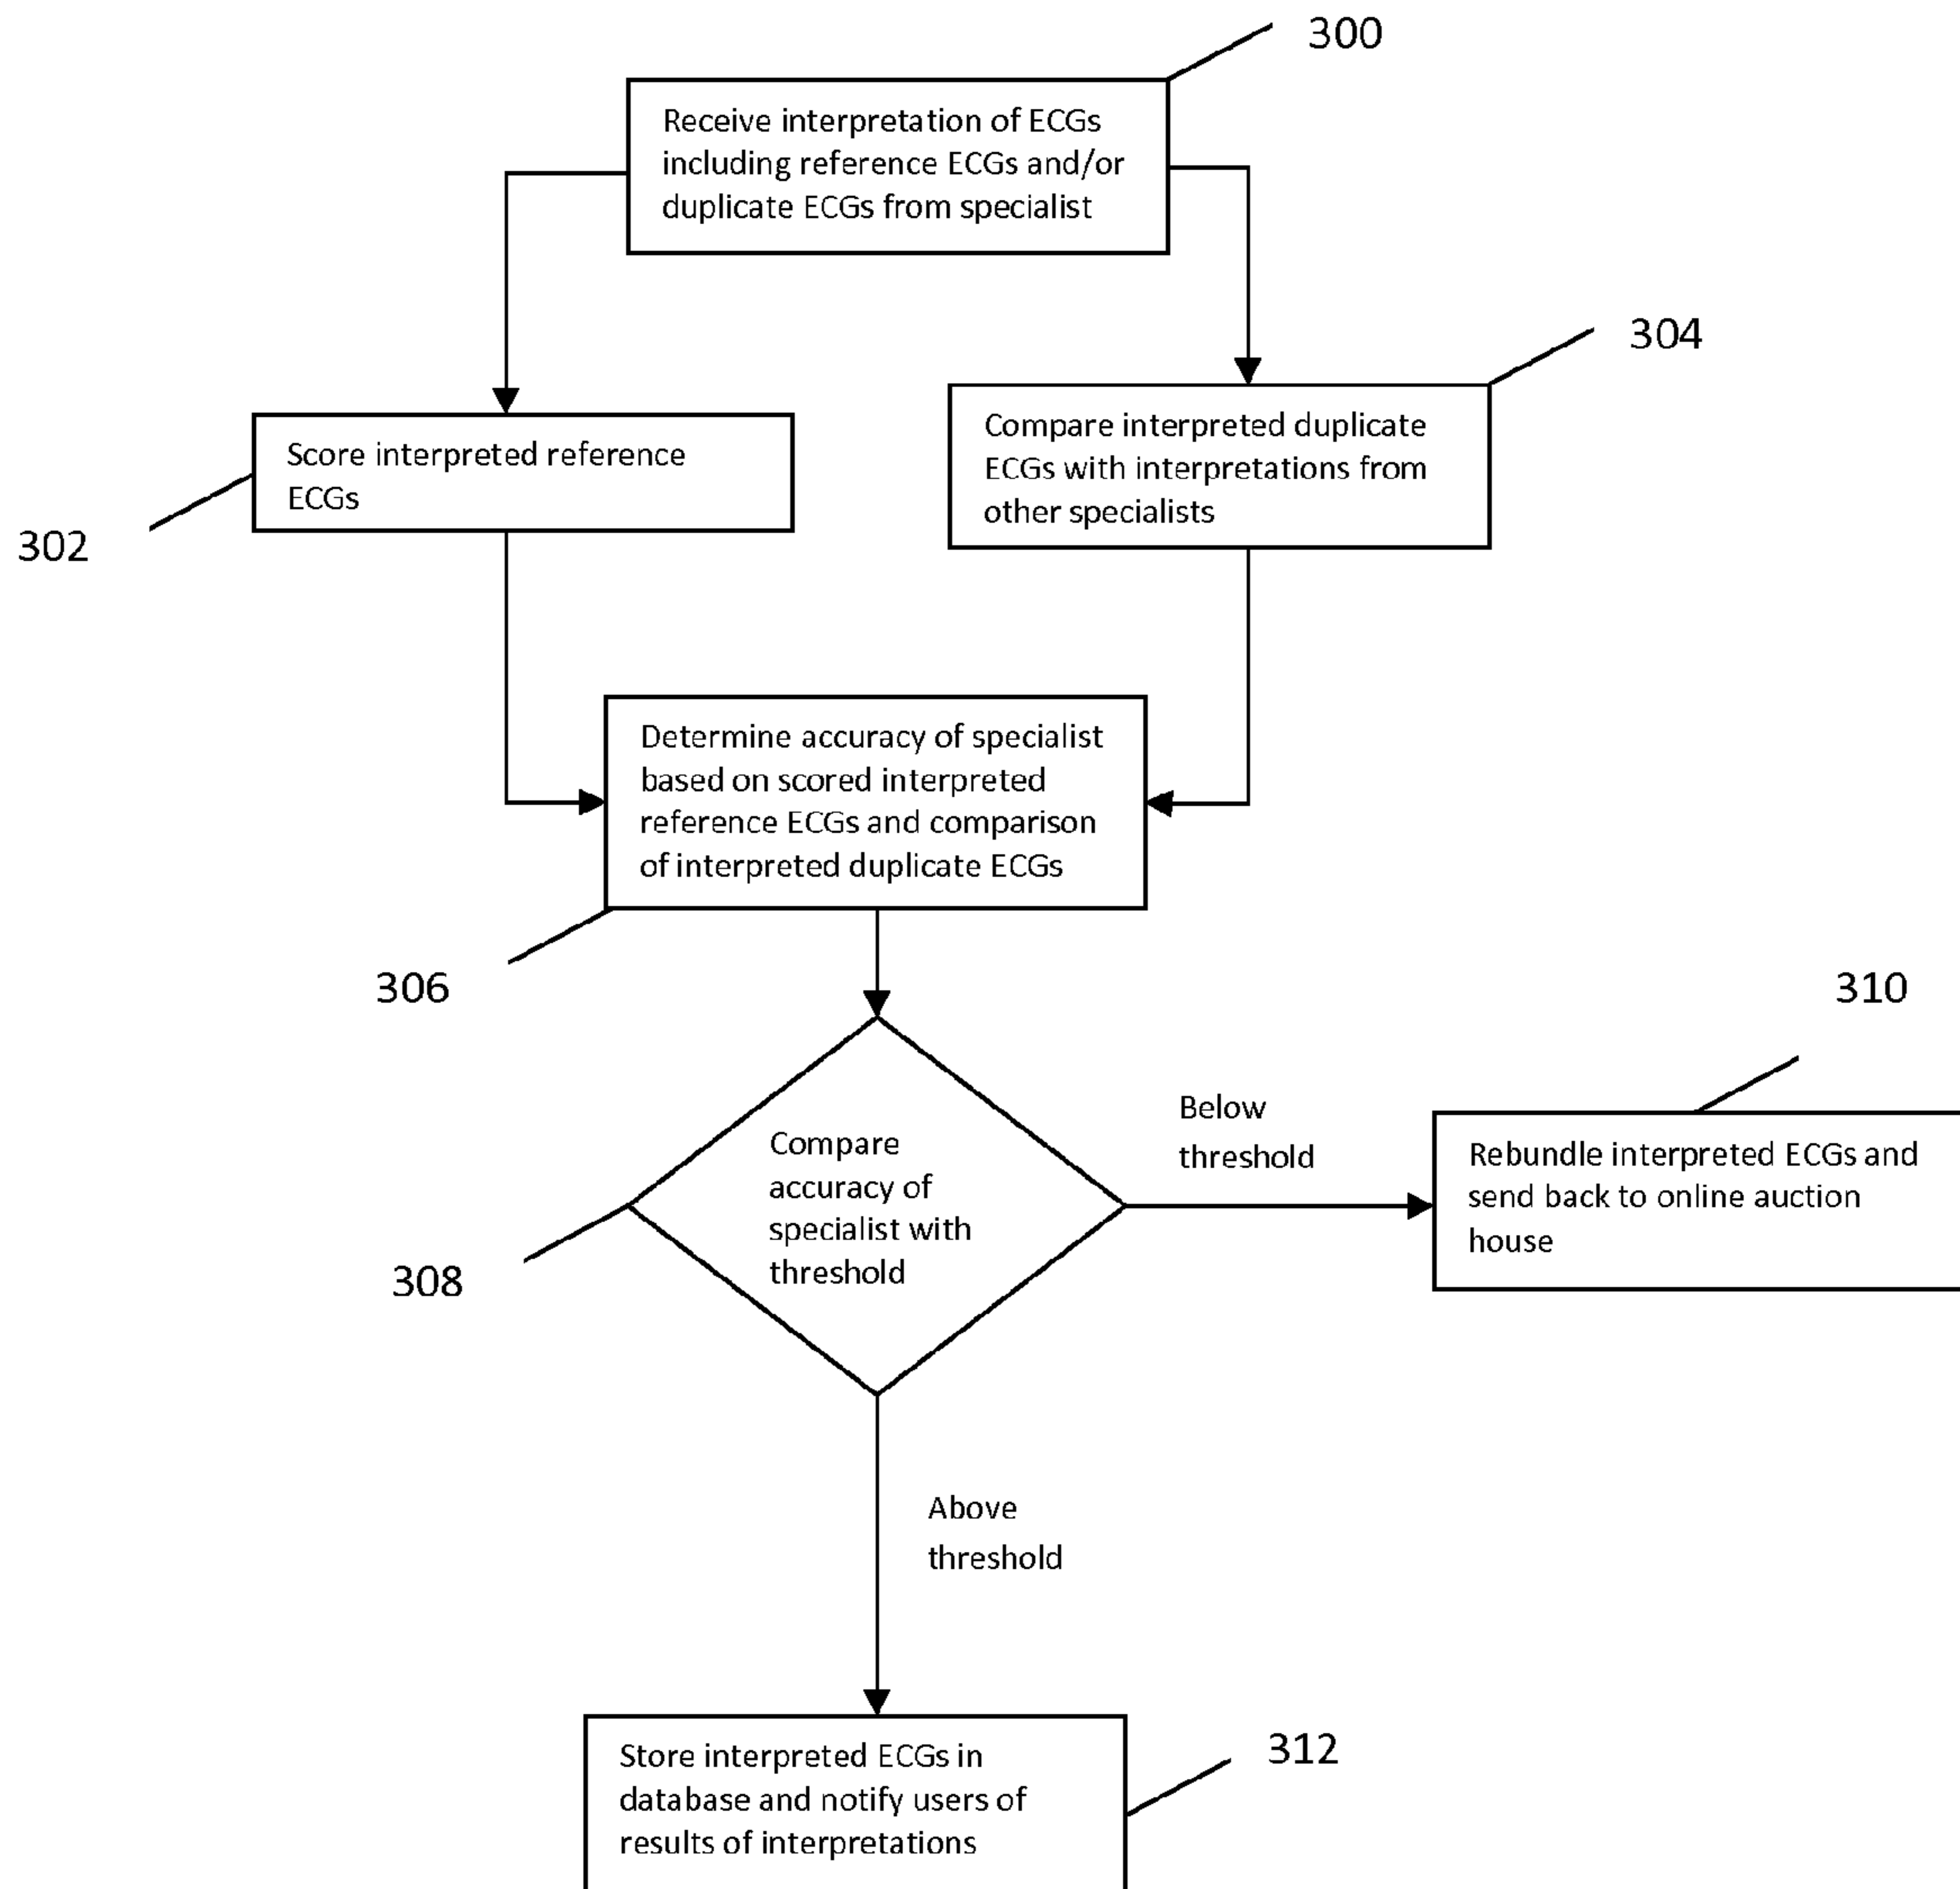 300
Receive interpretation of ECGs
including reference ECGs and/or
duplicate ECGs from specialist
304
Compare interpreted duplicate
ECGs with interpretations from
other specialists
Score interpreted reference
ECGs
302
Determine accuracy of specialist
based on scored interpreted
reference ECGs and comparison
of interpreted duplicate ECGs
306
310
Compare
accuracy of
specialist with
threshold
308
Below
threshold
Rebundle interpreted ECGs and
send back to online auction
house
Above
threshold
Store interpreted ECGs in
database and notify users of
results of interpretations
312